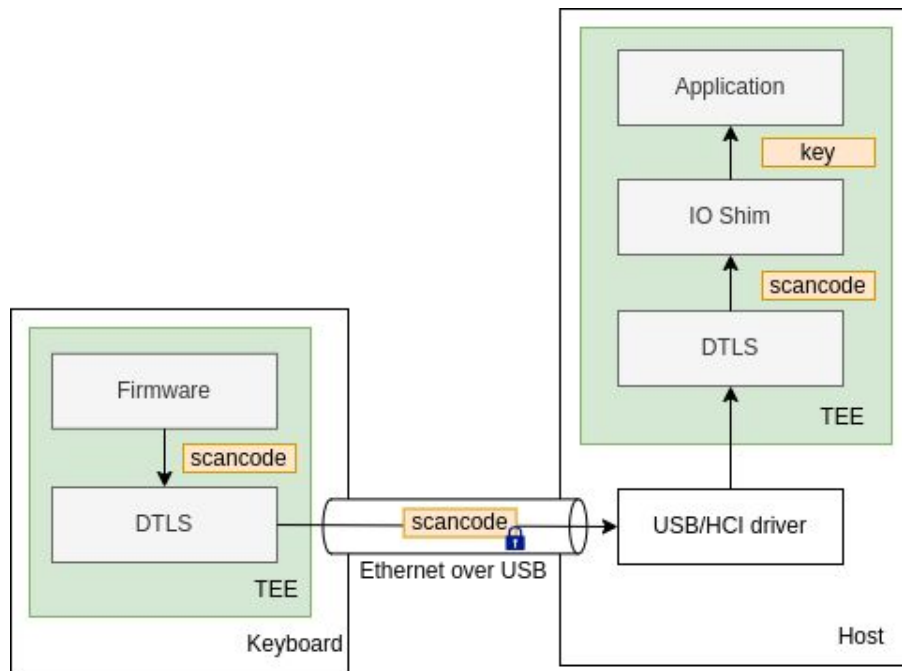 Application
key
IO Shim
scancode
DTLS
TEE
Firmware
scancode
DTLS
TEE
Keyboard
scancode
Ethernet over USB
USB/HCI driver
Host